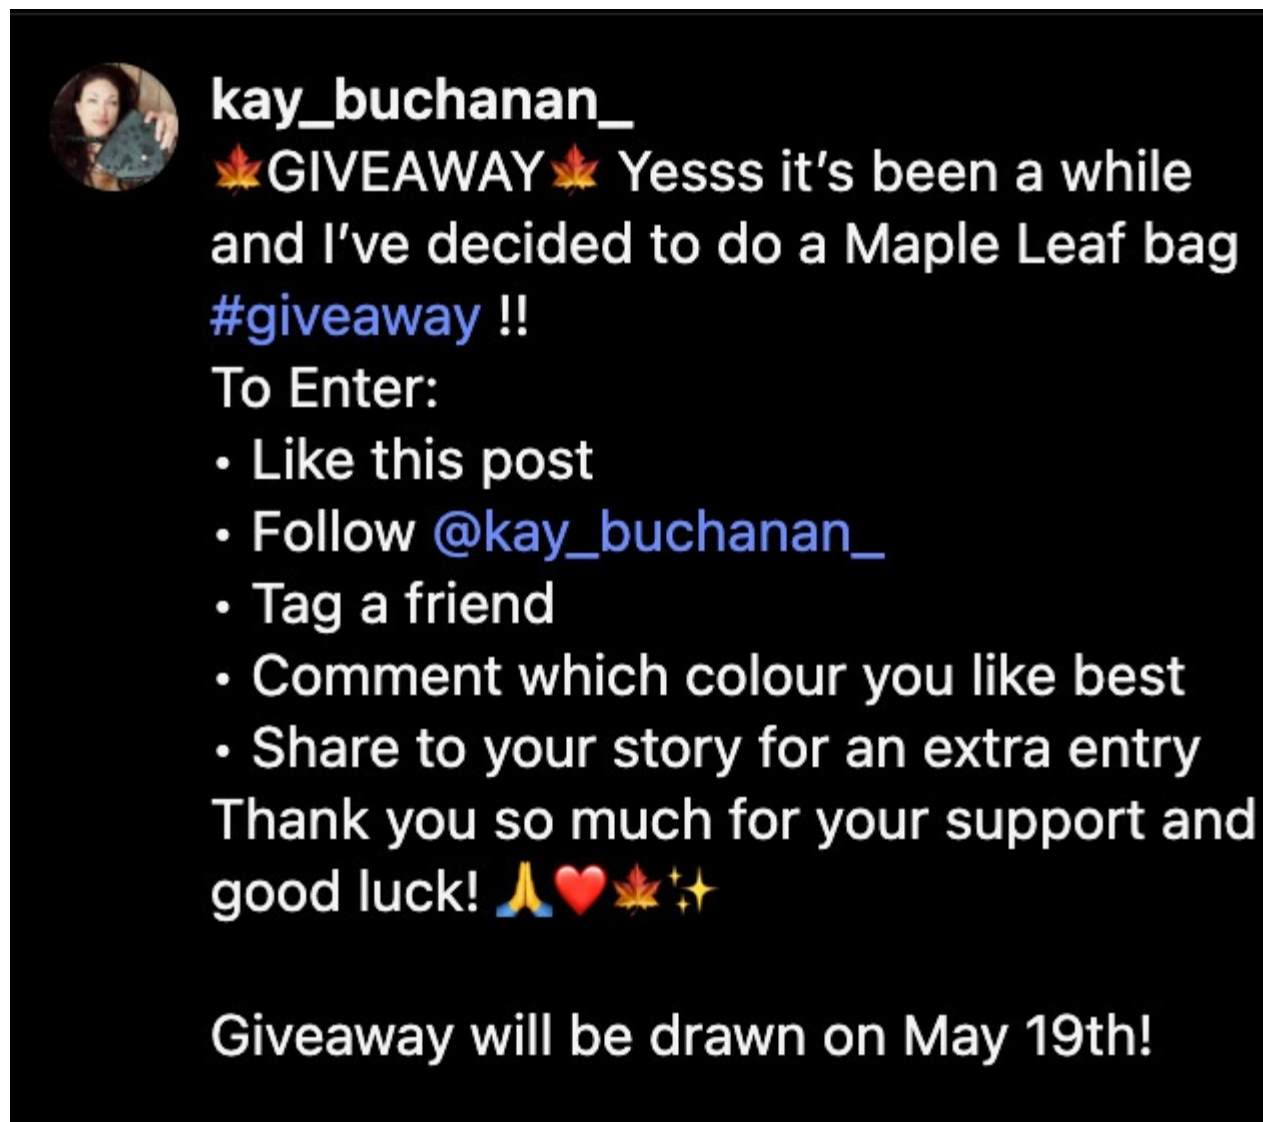 kay_buchanan_
🍁GIVEAWAY🍁 Yesss it’s been a while
and I’ve decided to do a Maple Leaf bag
#giveaway !!
To Enter:
• Like this post
• Follow @kay_buchanan_
• Tag a friend
• Comment which colour you like best
• Share to your story for an extra entry
Thank you so much for your support and
good luck! 🙏❤️🍁✨
Giveaway will be drawn on May 19th!